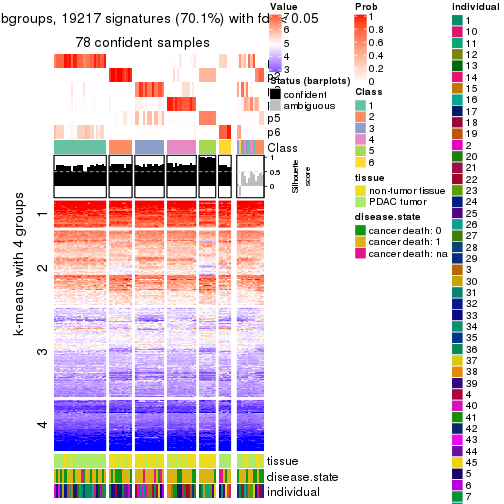 bgroups, 19217 signatures (70.1%) with fd 0.05
78 confident samples
p5
p6
Class
1
0.5
0
Silhouette
score
k-means with 4 groups
1
2
3
4
tissue
disease.state
individual
Value
7
6
5
4
3
Status (barplots)
confident
ambiguous
Prob
1
0.8
0.6
0.4
0.2
0
Class
1
2
3
4
5
6
tissue
non-tumor tissue
PDAC tumor
disease.state
cancer death: 0
cancer death: 1
cancer death: na
individual
1
10
11
12
13
14
15
16
17
18
19
2
20
21
22
23
24
25
26
27
28
29
3
30
31
32
33
34
35
36
37
38
39
4
40
41
42
43
44
45
5
6
7